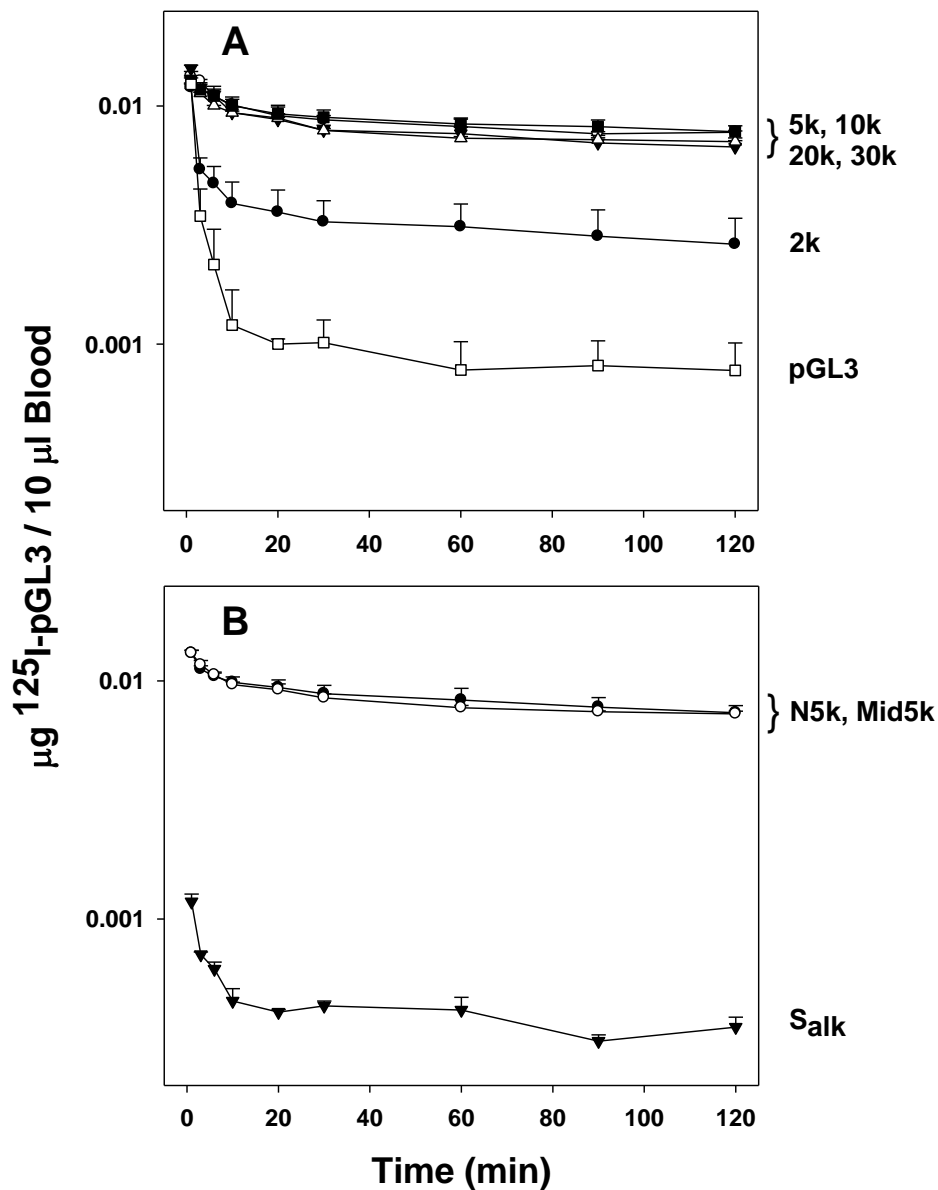 A
0.01
0.001
} 5k, 10k
20k, 30k
2k
pGL3
0 20 40 60 80 100 120
µg 125I-pGL3 / 10 µl Blood
B
0.01
0.001
} N5k, Mid5k
Salk
0 20 40 60 80 100 120
Time (min)